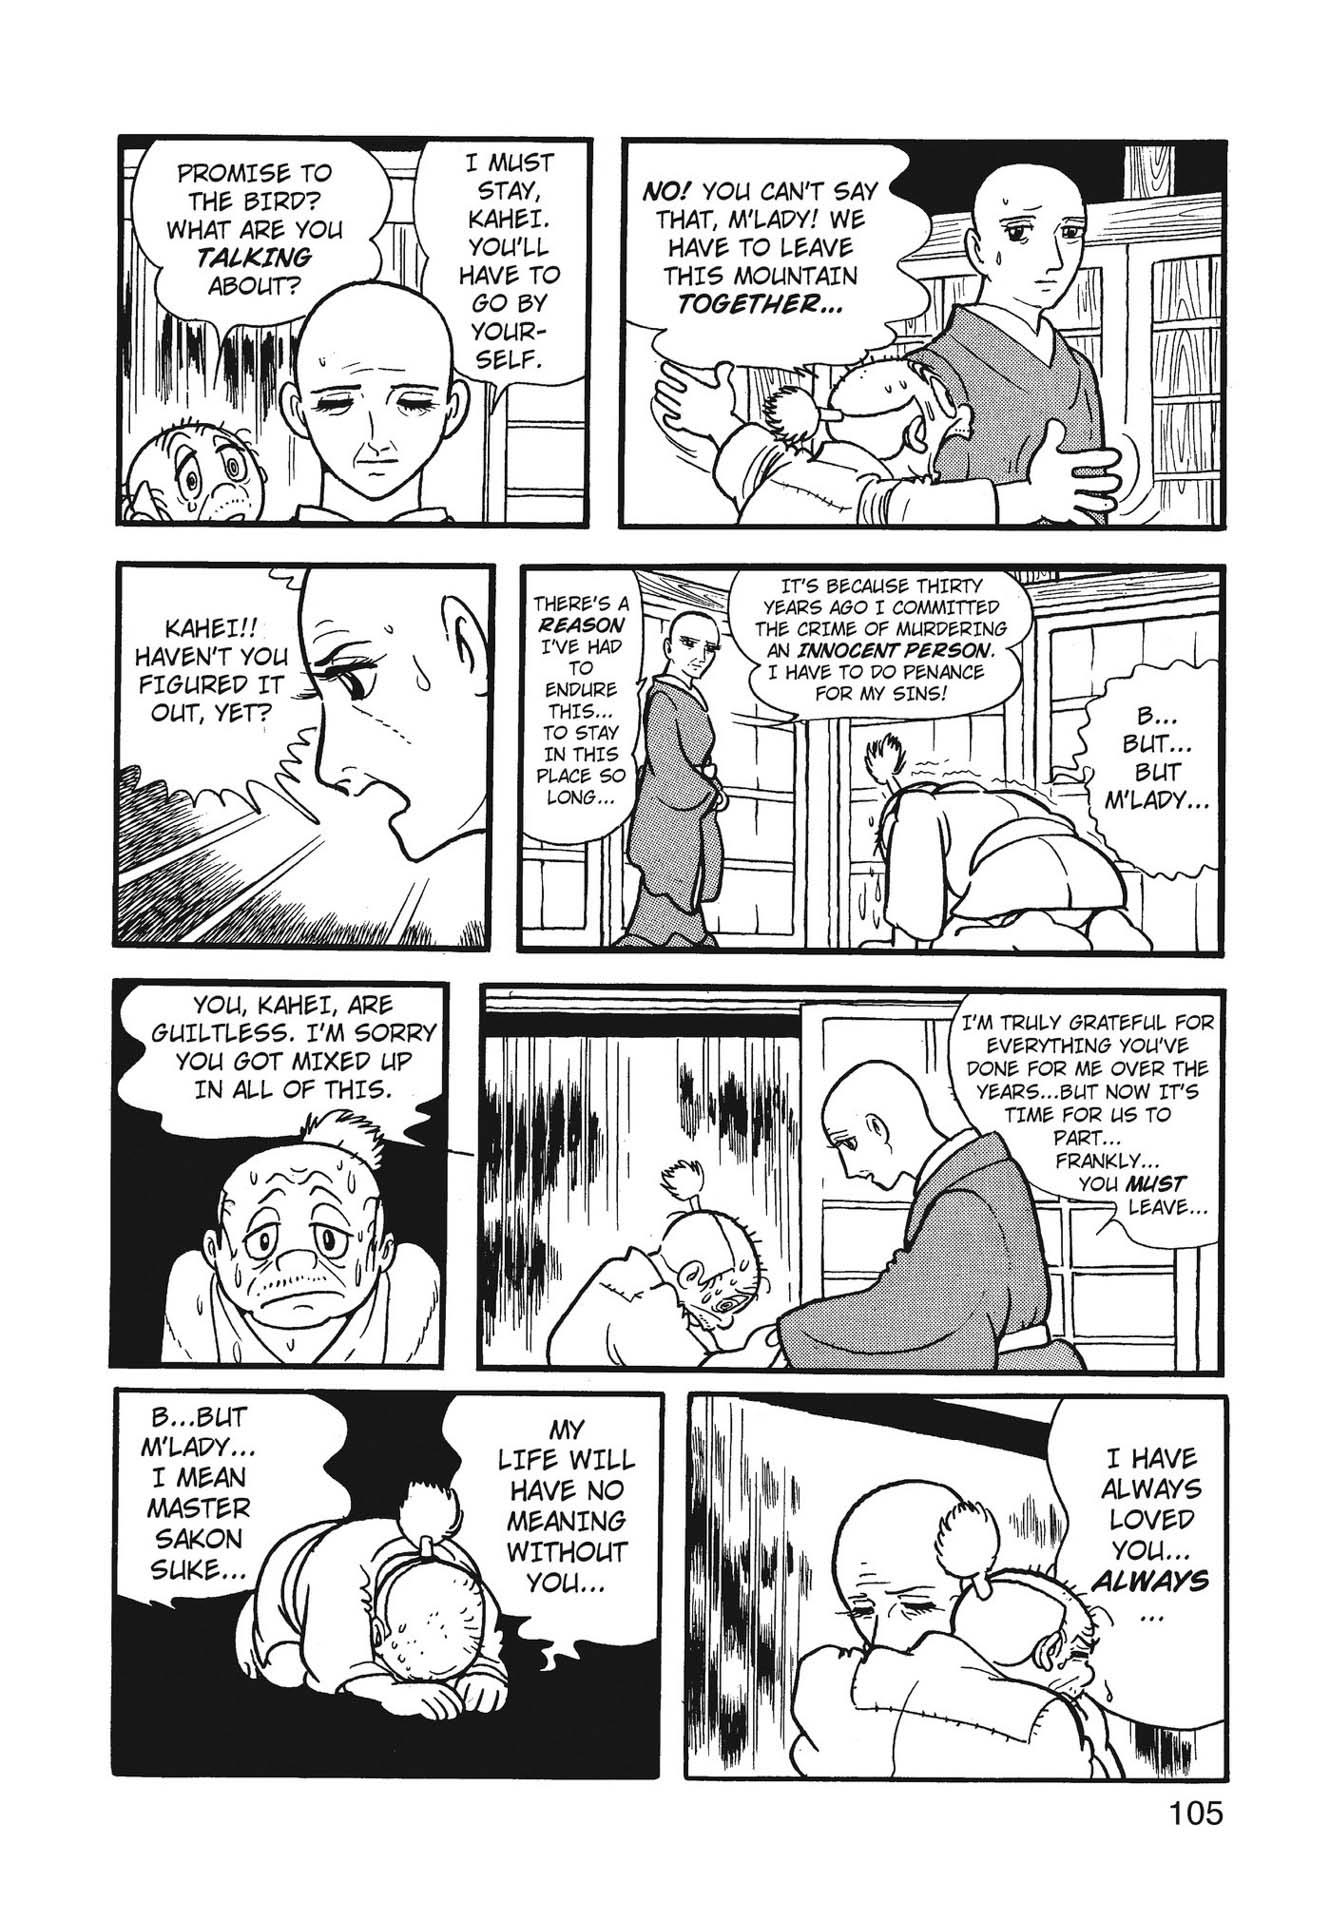 PROMISE TO
THE BIRD?
WHAT ARE YOU
TALKING
ABOUT?
I MUST
STAY,
KAHEI.
YOU'LL
HAVE TO
GO BY
YOUR-
SELF.
NO! YOU CAN'T SAY
THAT, M'LADY! WE
HAVE TO LEAVE
THIS MOUNTAIN
TOGETHER...
KAHEI!!
HAVEN'T YOU
FIGURED IT
OUT, YET?
THERE'S A
REASON
I'VE HAD
TO
ENDURE
THIS...
TO STAY
IN THIS
PLACE SO
LONG...
IT'S BECAUSE THIRTY
YEARS AGO I COMMITTED
THE CRIME OF MURDERING
AN INNOCENT PERSON.
I HAVE TO DO PENANCE
FOR MY SINS!
B...
BUT...
BUT
M'LADY...
YOU, KAHEI, ARE
GUILTLESS. I'M SORRY
YOU GOT MIXED UP
IN ALL OF THIS.
I'M TRULY GRATEFUL FOR
EVERYTHING YOU'VE
DONE FOR ME OVER THE
YEARS...BUT NOW IT'S
TIME FOR US TO
PART...
FRANKLY...
YOU MUST
LEAVE...
B...BUT
M'LADY...
I MEAN
MASTER
SAKON
SUKE...
MY
LIFE WILL
HAVE NO
MEANING
WITHOUT
YOU...
I HAVE
ALWAYS
LOVED
YOU...
ALWAYS
...
105